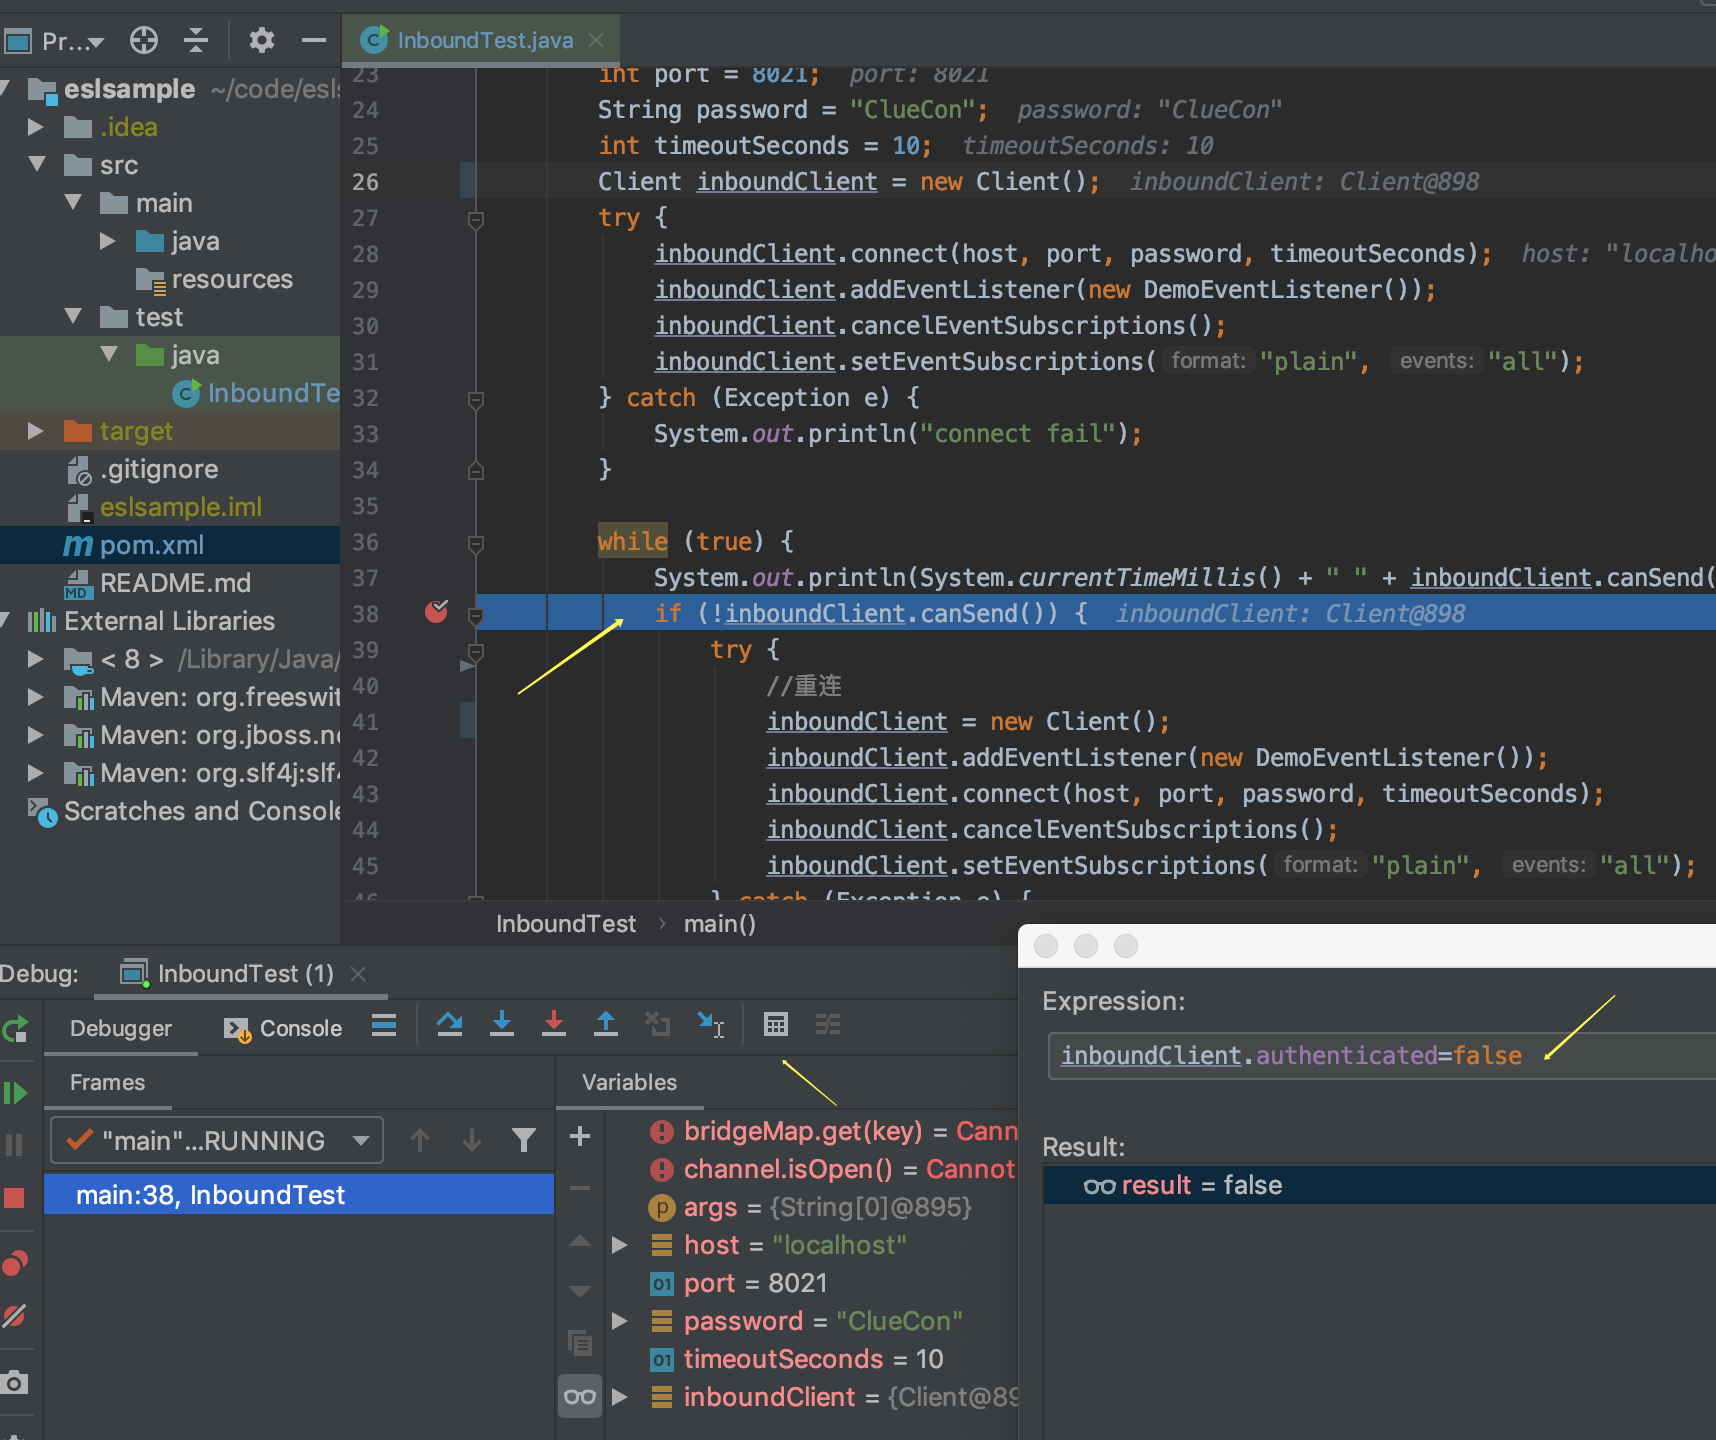 Pr...
InboundTest.java
eslsample ~/code/esls
.idea
src
main
java
resources
test
java
InboundTe
target
.gitignore
eslsample.iml
pom.xml
README.md
External Libraries
< 8 > /Library/Java/
Maven: org.freeswit
Maven: org.jboss.ne
Maven: org.slf4j:slf4
Scratches and Console
23 int port = 8021; port: 8021
24 String password = "ClueCon"; password: "ClueCon"
25 int timeoutSeconds = 10; timeoutSeconds: 10
26 Client inboundClient = new Client(); inboundClient: Client@898
27 try {
28 inboundClient.connect(host, port, password, timeoutSeconds); host: "localho
29 inboundClient.addEventListener(new DemoEventListener());
30 inboundClient.cancelEventSubscriptions();
31 inboundClient.setEventSubscriptions( format: "plain", events: "all");
32 } catch (Exception e) {
33 System.out.println("connect fail");
34 }
35
36 while (true) {
37 System.out.println(System.currentTimeMillis() + " " + inboundClient.canSend(
38 if (!inboundClient.canSend()) { inboundClient: Client@898
39 try {
40 //重连
41 inboundClient = new Client();
42 inboundClient.addEventListener(new DemoEventListener());
43 inboundClient.connect(host, port, password, timeoutSeconds);
44 inboundClient.cancelEventSubscriptions();
45 inboundClient.setEventSubscriptions( format: "plain", events: "all");
46 } catch (Exception e) {
InboundTest › main()
Debug: InboundTest (1)
Debugger Console
Frames
"main"...RUNNING
main:38, InboundTest
Variables
bridgeMap.get(key) = Cann
channel.isOpen() = Cannot
args = {String[0]@895}
host = "localhost"
port = 8021
password = "ClueCon"
timeoutSeconds = 10
inboundClient = {Client@89
Expression:
inboundClient.authenticated=false
Result:
result = false